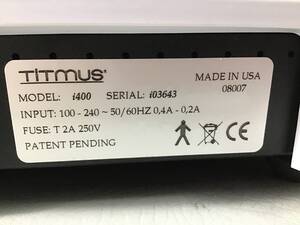 TITMUS®
MADE IN USA
MODEL: i400 SERIAL: i03643
08007
INPUT: 100 - 240 ~ 50/60HZ 0,4A - 0,2A
FUSE: T 2A 250V
PATENT PENDING
CE